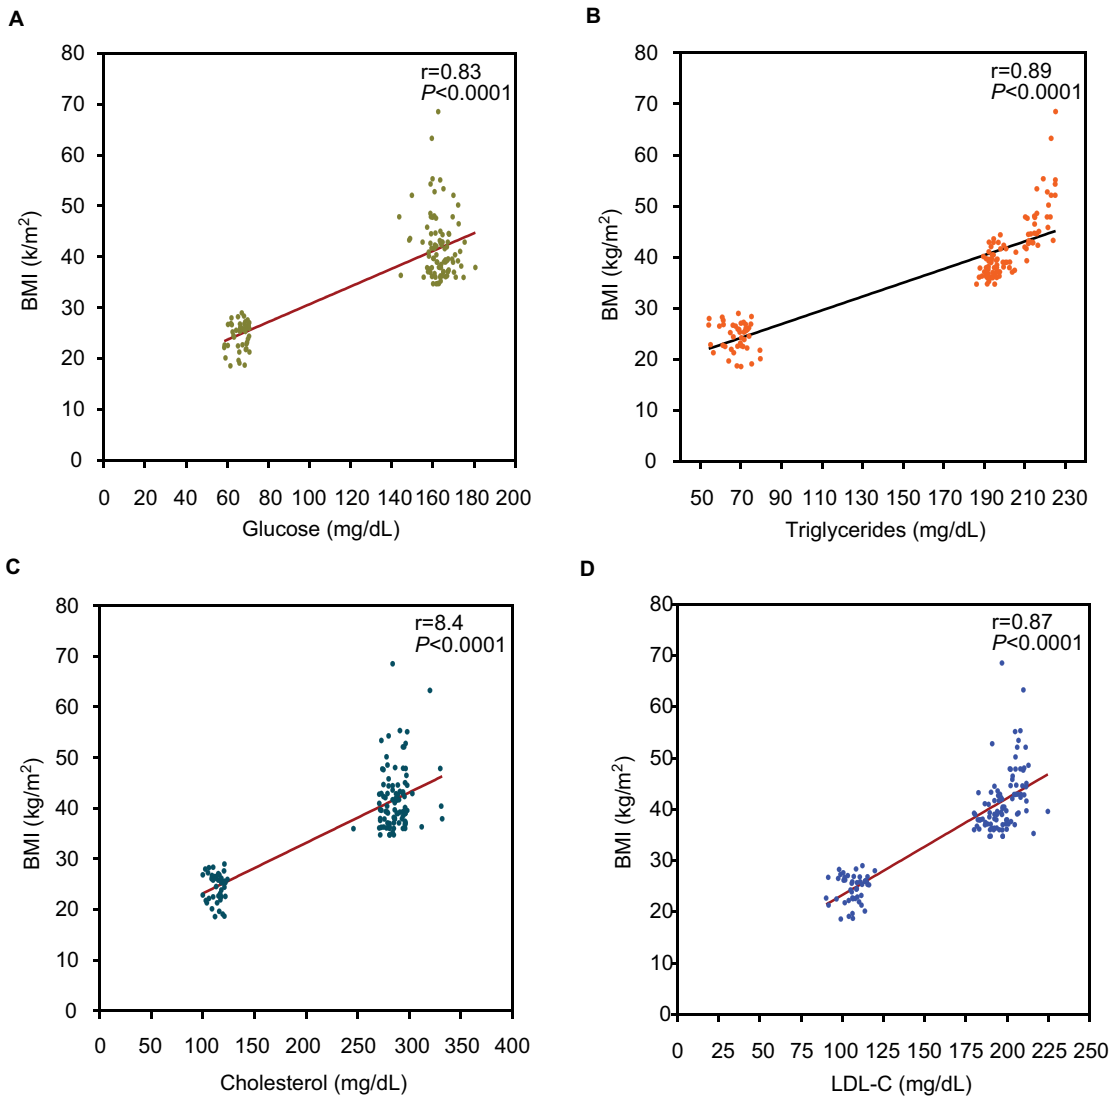 A
r=0.83
P<0.0001
80
70
60
50
40
30
20
10
0
BMI (k/m²)
0 20 40 60 80 100 120 140 160 180 200
Glucose (mg/dL)
B
r=0.89
P<0.0001
80
70
60
50
40
30
20
10
0
BMI (kg/m²)
50 70 90 110 130 150 170 190 210 230
Triglycerides (mg/dL)
C
r=8.4
P<0.0001
80
70
60
50
40
30
20
10
0
BMI (kg/m²)
0 50 100 150 200 250 300 350 400
Cholesterol (mg/dL)
D
r=0.87
P<0.0001
80
70
60
50
40
30
20
10
0
BMI (kg/m²)
0 25 50 75 100 125 150 175 200 225 250
LDL-C (mg/dL)